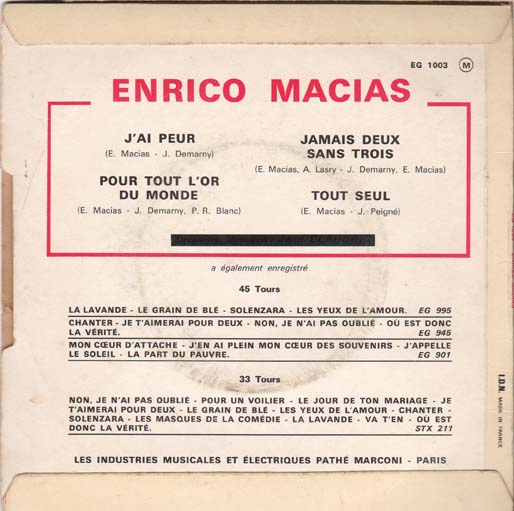 EG 1003 M
ENRICO MACIAS
J'AI PEUR
(E. Macias - J. Demarny)
POUR TOUT L'OR
DU MONDE
(E. Macias - J. Demarny, P. R. Blanc)
JAMAIS DEUX
SANS TROIS
(E. Macias, A. Lasry - J. Demarny, E. Macias)
TOUT SEUL
(E. Macias - J. Peigné)
a également enregistré
45 Tours
LA LAVANDE - LE GRAIN DE BLÉ - SOLENZARA - LES YEUX DE L'AMOUR. EG 995
CHANTER - JE T'AIMERAI POUR DEUX - NON, JE N'AI PAS OUBLIÉ - OÙ EST DONC
LA VÉRITÉ. EG 945
MON CŒUR D'ATTACHE - J'EN AI PLEIN MON CŒUR DES SOUVENIRS - J'APPELLE
LE SOLEIL - LA PART DU PAUVRE. EG 901
33 Tours
NON, JE N'AI PAS OUBLIÉ - POUR UN VOILIER - LE JOUR DE TON MARIAGE - JE
T'AIMERAI POUR DEUX - LE GRAIN DE BLÉ - LES YEUX DE L'AMOUR - CHANTER -
SOLENZARA - LES MASQUES DE LA COMÉDIE - LA LAVANDE - VA T'EN - OÙ EST
DONC LA VÉRITÉ. STX 211
LES INDUSTRIES MUSICALES ET ÉLECTRIQUES PATHÉ MARCONI - PARIS
I.D.N. MADE IN FRANCE